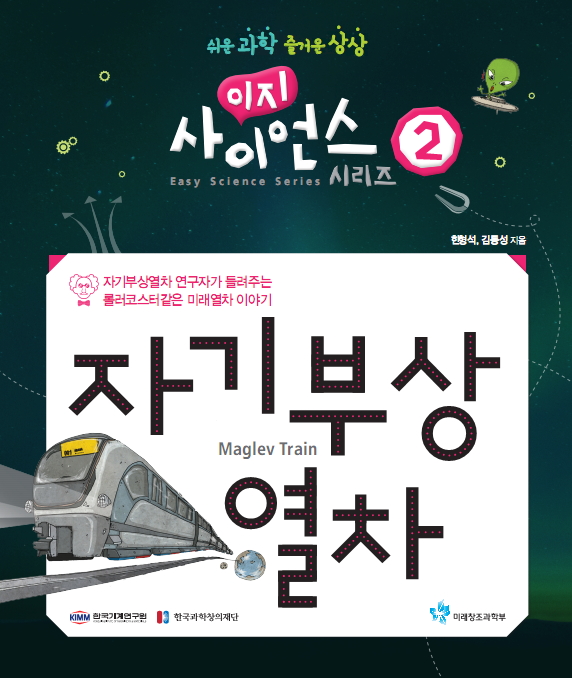 쉬운 과학 즐거운 상상
이지
사이언스 2
Easy Science Series 시리즈
한형석, 김동성 지음
자기부상열차 연구자가 들려주는
롤러코스터같은 미래열차 이야기
자기부상
Maglev Train
열차
KIMM 한국기계연구원 한국과학창의재단 미래창조과학부